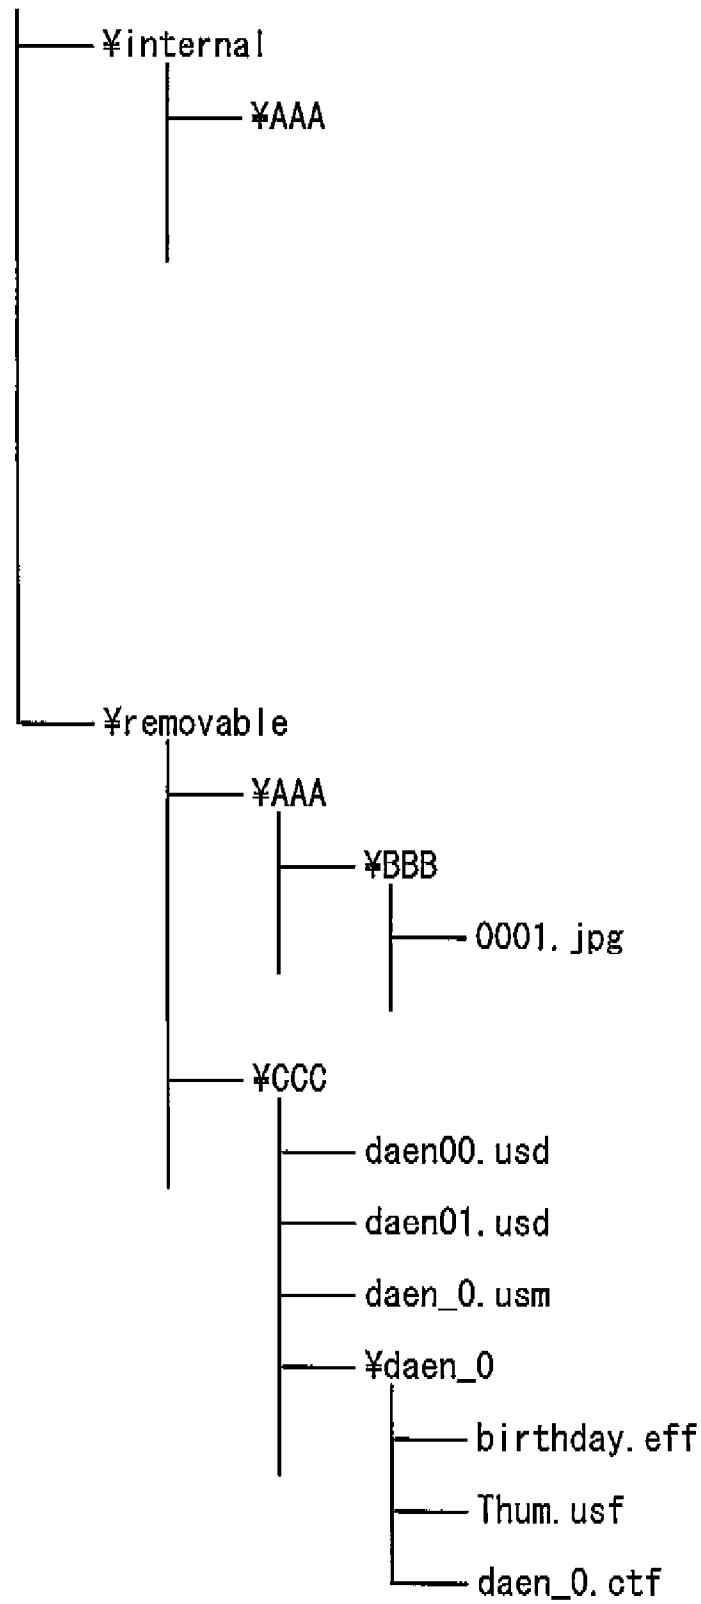 ¥internal
¥AAA
¥removable
¥AAA
¥BBB
0001.jpg
¥CCC
daen00.usd
daen01.usd
daen_0.usm
¥daen_0
birthday.eff
Thum.usf
daen_0.ctf